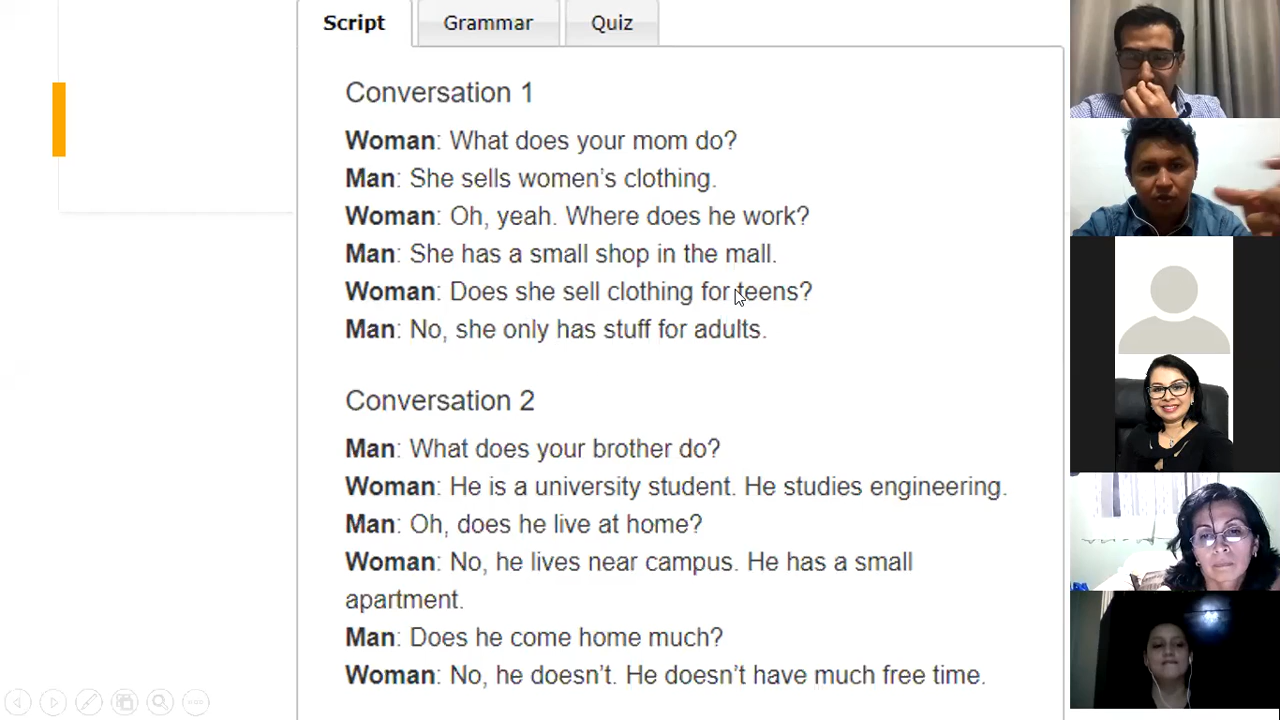 Script Grammar Quiz
Conversation 1
Woman: What does your mom do?
Man: She sells women’s clothing.
Woman: Oh, yeah. Where does he work?
Man: She has a small shop in the mall.
Woman: Does she sell clothing for teens?
Man: No, she only has stuff for adults.
Conversation 2
Man: What does your brother do?
Woman: He is a university student. He studies engineering.
Man: Oh, does he live at home?
Woman: No, he lives near campus. He has a small
apartment.
Man: Does he come home much?
Woman: No, he doesn’t. He doesn’t have much free time.